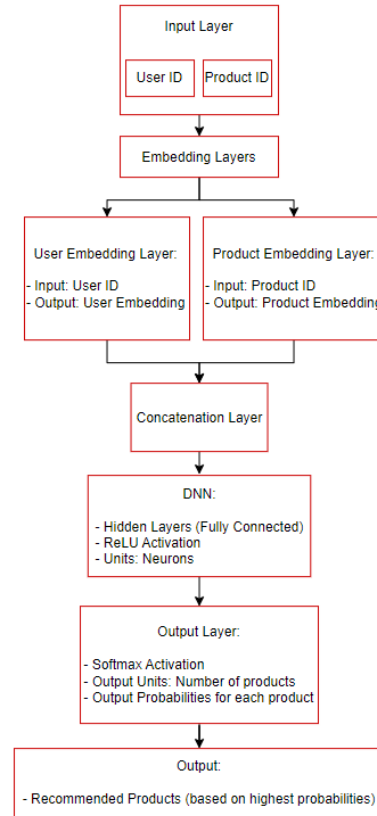 Input Layer
User ID
Product ID
Embedding Layers
User Embedding Layer:
- Input: User ID
- Output: User Embedding
Product Embedding Layer:
- Input: Product ID
- Output: Product Embedding
Concatenation Layer
DNN:
- Hidden Layers (Fully Connected)
- ReLU Activation
- Units: Neurons
Output Layer:
- Softmax Activation
- Output Units: Number of products
- Output Probabilities for each product
Output:
- Recommended Products (based on highest probabilities)